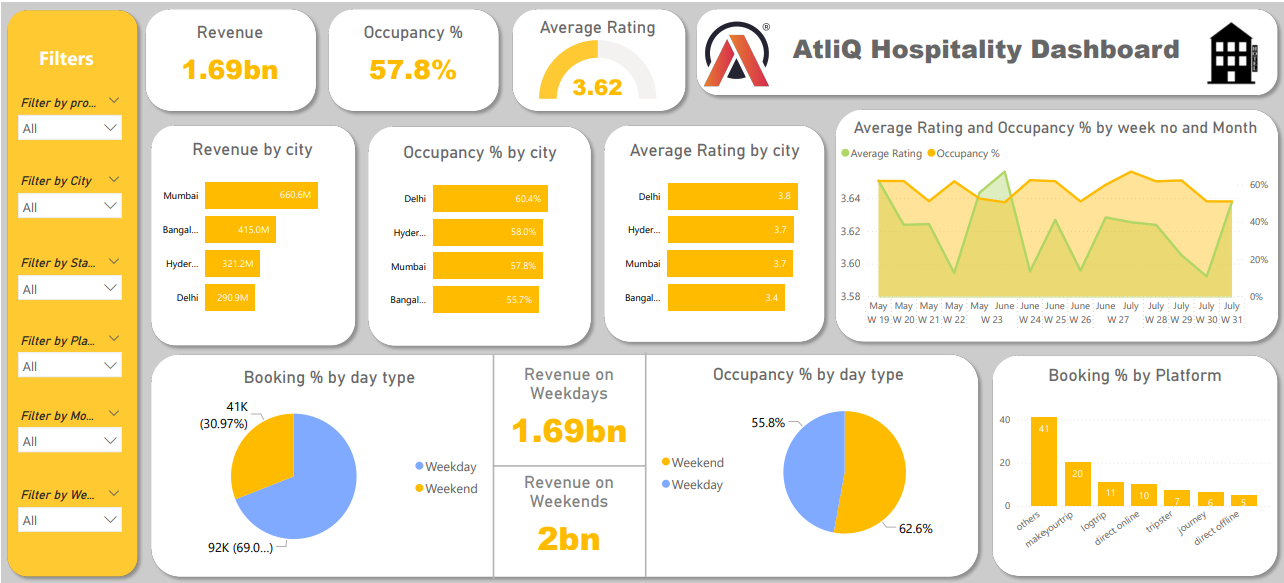 Filters
Filter by pro...
All
Filter by City
All
Filter by Sta...
All
Filter by Pla...
All
Filter by Mo...
All
Filter by We...
All
Revenue
1.69bn
Occupancy %
57.8%
Average Rating
3.62
®
AtliQ Hospitality Dashboard
Revenue by city
Mumbai 660.6M
Bangal... 415.0M
Hyder... 321.2M
Delhi 290.9M
Occupancy % by city
Delhi 60.4%
Hyder... 58.0%
Mumbai 57.8%
Bangal... 55.7%
Average Rating by city
Delhi 3.8
Hyder... 3.7
Mumbai 3.7
Bangal... 3.4
Average Rating and Occupancy % by week no and Month
Average Rating Occupancy %
3.64
3.62
3.60
3.58
60%
40%
20%
0%
May May May May May June June June June June July July July July July
W 19 W 20 W 21 W 22 W 23 W 24 W 25 W 26 W 27 W 28 W 29 W 30 W 31
Booking % by day type
41K
(30.97%)
92K (69.0...)
Weekday
Weekend
Revenue on
Weekdays
1.69bn
Revenue on
Weekends
2bn
Occupancy % by day type
55.8%
62.6%
Weekend
Weekday
Booking % by Platform
40
20
0
41 20 11 10 7 6 5
others makeyourtrip logtrip direct online tripster journey direct offline